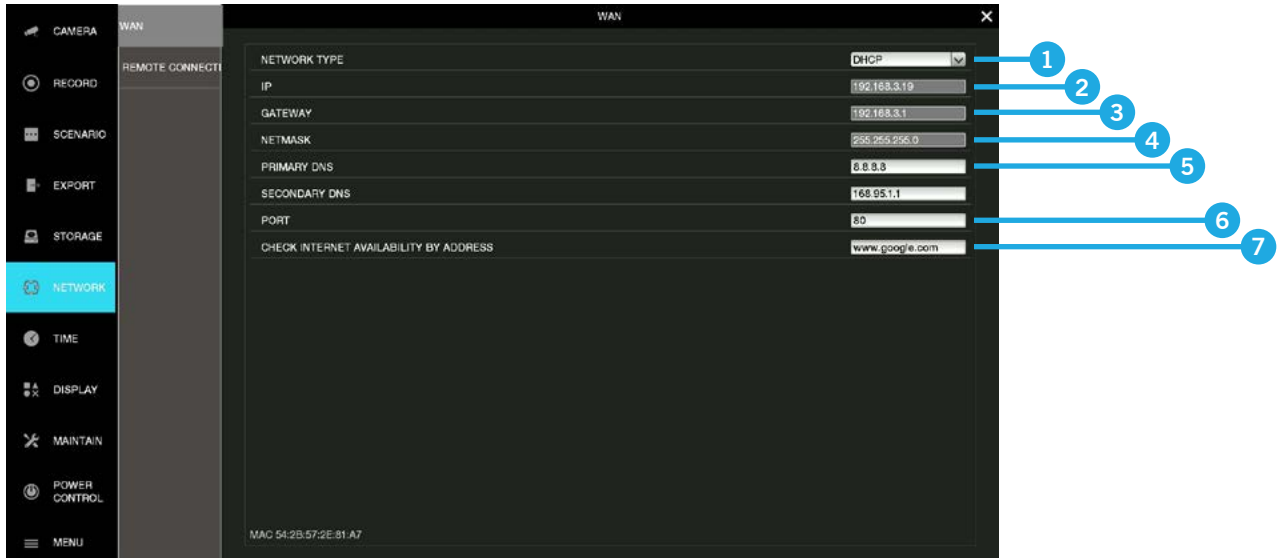 WAN
CAMERA
WAN
REMOTE CONNECTI
RECORD
SCENARIO
EXPORT
STORAGE
NETWORK
TIME
DISPLAY
MAINTAIN
POWER
CONTROL
MENU
NETWORK TYPE DHCP 1
IP 192.168.3.19 2
GATEWAY 192.168.3.1 3
NETMASK 255.255.255.0 4
PRIMARY DNS 8.8.8.8 5
SECONDARY DNS 168.95.1.1
PORT 80 6
CHECK INTERNET AVAILABILITY BY ADDRESS www.google.com 7
MAC 54:2B:57:2E:81:A7